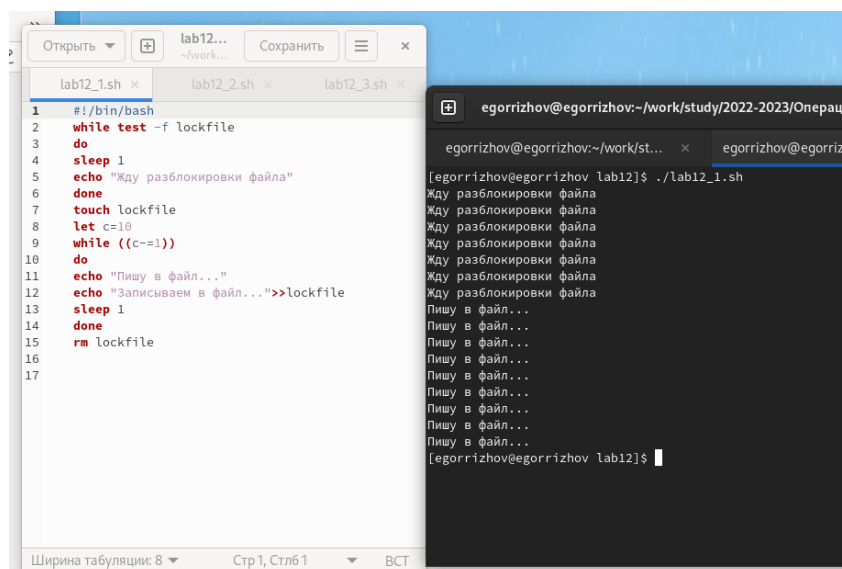 Открыть
lab12...
~/work...
Сохранить
lab12_1.sh
lab12_2.sh
lab12_3.sh
1 #!/bin/bash
2 while test -f lockfile
3 do
4 sleep 1
5 echo "Жду разблокировки файла"
6 done
7 touch lockfile
8 let c=10
9 while ((c-=1))
10 do
11 echo "Пишу в файл..."
12 echo "Записываем в файл...">>lockfile
13 sleep 1
14 done
15 rm lockfile
16
17
Ширина табуляции: 8
Стр 1, Стлб 1
ВСТ
egorrizhov@egorrizhov:~/work/study/2022-2023/Операц
egorrizhov@egorrizhov:~/work/st...
egorrizhov@egorriz
[egorrizhov@egorrizhov lab12]$ ./lab12_1.sh
Жду разблокировки файла
Жду разблокировки файла
Жду разблокировки файла
Жду разблокировки файла
Жду разблокировки файла
Жду разблокировки файла
Жду разблокировки файла
Пишу в файл...
Пишу в файл...
Пишу в файл...
Пишу в файл...
Пишу в файл...
Пишу в файл...
Пишу в файл...
Пишу в файл...
Пишу в файл...
[egorrizhov@egorrizhov lab12]$